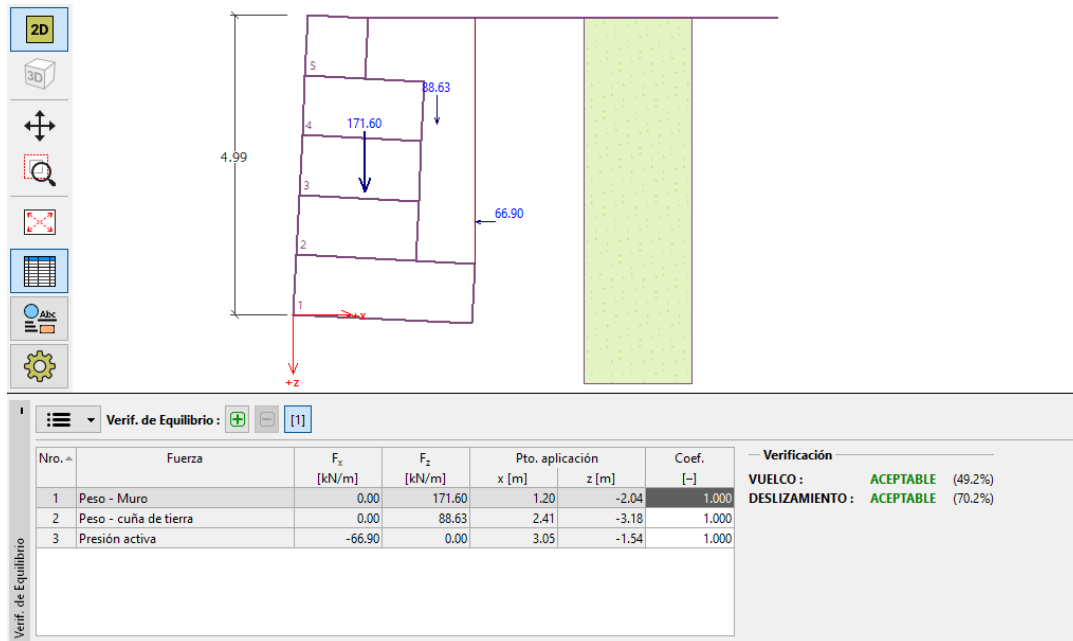 2D
3D
5
88.63
4
171.60
4.99
3
66.90
2
1
+x
+z
Abc
Verif. de Equilibrio : [1]
Nro. Fuerza Fx Fz Pto. aplicación Coef.
[kN/m] [kN/m] x [m] z [m] [–]
1 Peso - Muro 0.00 171.60 1.20 -2.04 1.000
2 Peso - cuña de tierra 0.00 88.63 2.41 -3.18 1.000
3 Presión activa -66.90 0.00 3.05 -1.54 1.000
Verificación
VUELCO : ACEPTABLE (49.2%)
DESLIZAMIENTO : ACEPTABLE (70.2%)
Verif. de Equilibrio